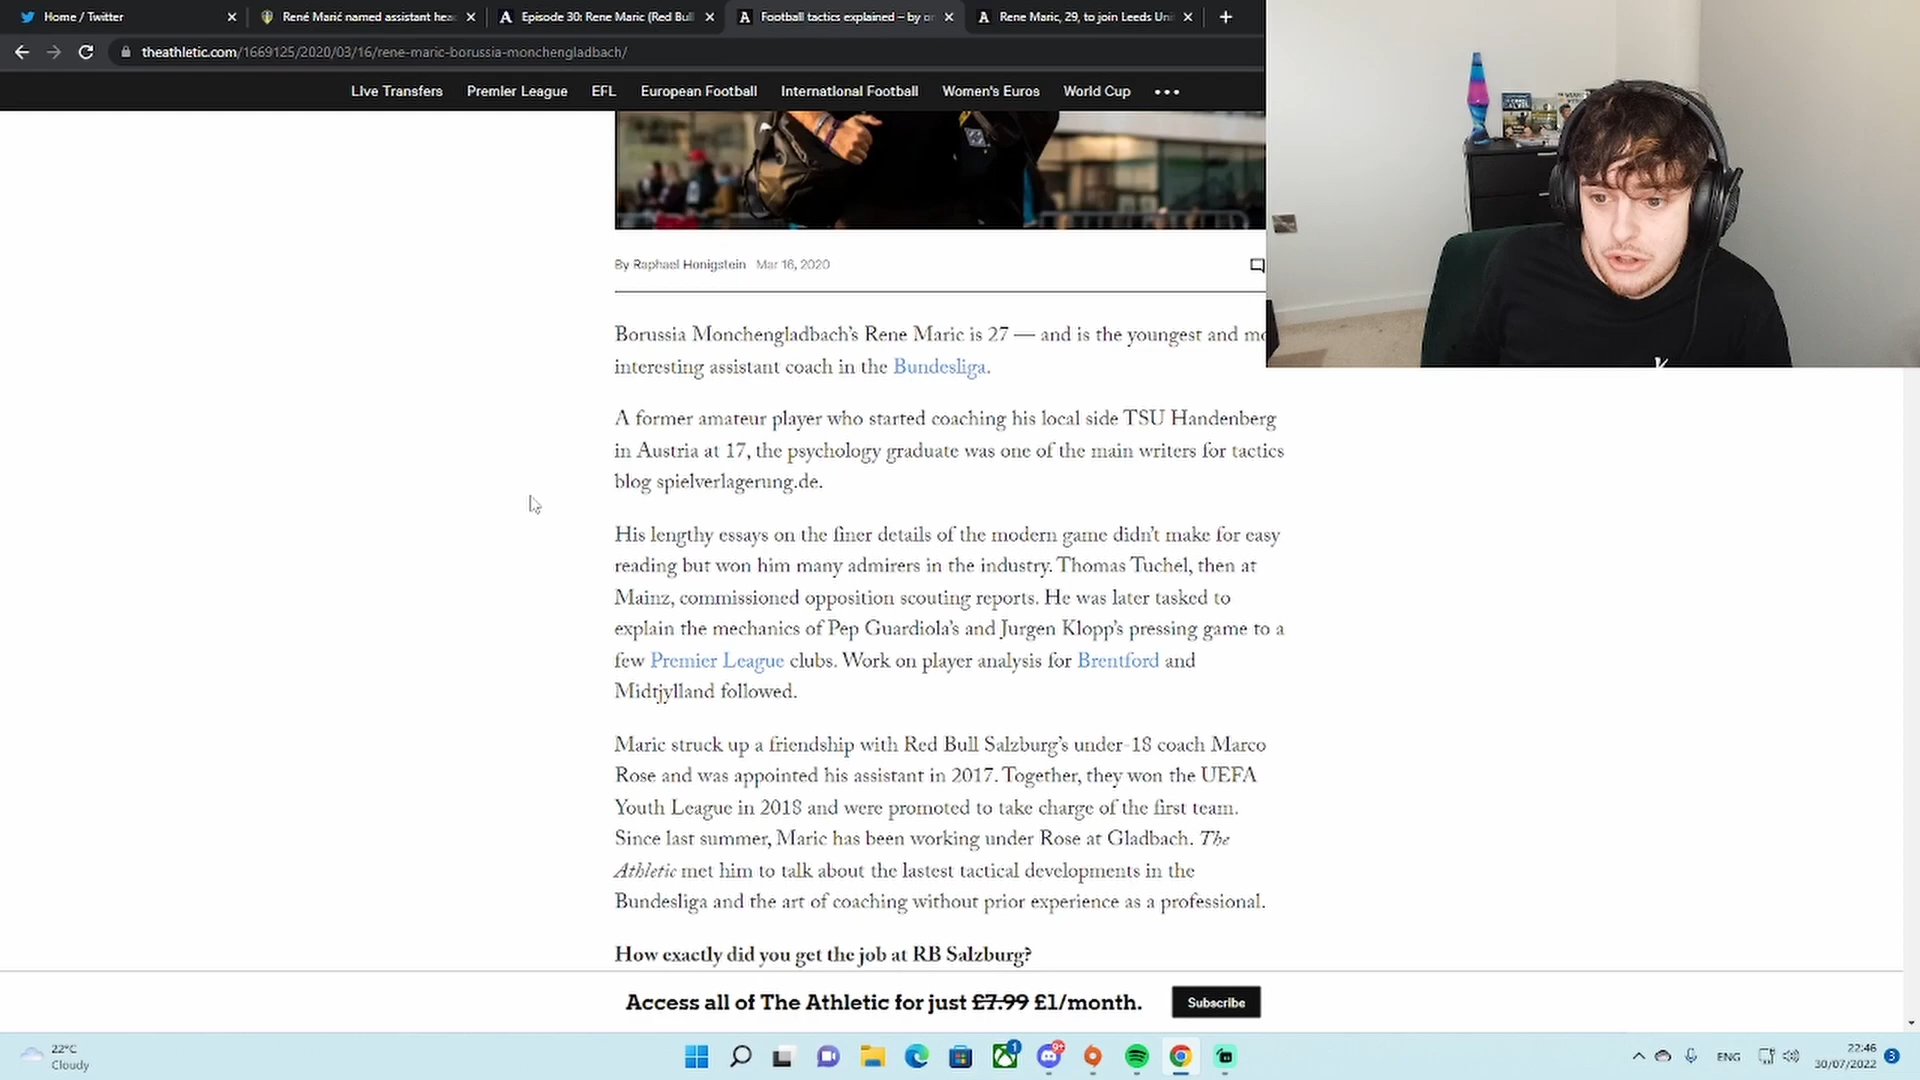 Home / Twitter
René Marić named assistant hea
Episode 30: Rene Maric (Red Bul
Football tactics explained – by o
Rene Maric, 29, to join Leeds Un
theathletic.com/1669125/2020/03/16/rene-maric-borussia-monchengladbach/
Live Transfers Premier League EFL European Football International Football Women's Euros World Cup
By Raphael Honigstein Mar 16, 2020
Borussia Monchengladbach's Rene Maric is 27 — and is the youngest and mo
interesting assistant coach in the Bundesliga.
A former amateur player who started coaching his local side TSU Handenberg
in Austria at 17, the psychology graduate was one of the main writers for tactics
blog spielverlagerung.de.
His lengthy essays on the finer details of the modern game didn't make for easy
reading but won him many admirers in the industry. Thomas Tuchel, then at
Mainz, commissioned opposition scouting reports. He was later tasked to
explain the mechanics of Pep Guardiola's and Jurgen Klopp's pressing game to a
few Premier League clubs. Work on player analysis for Brentford and
Midtjylland followed.
Maric struck up a friendship with Red Bull Salzburg's under-18 coach Marco
Rose and was appointed his assistant in 2017. Together, they won the UEFA
Youth League in 2018 and were promoted to take charge of the first team.
Since last summer, Maric has been working under Rose at Gladbach. The
Athletic met him to talk about the lastest tactical developments in the
Bundesliga and the art of coaching without prior experience as a professional.
How exactly did you get the job at RB Salzburg?
Access all of The Athletic for just £7.99 £1/month. Subscribe
22°C
Cloudy
1
9+
ENG
22:46
30/07/2022
3